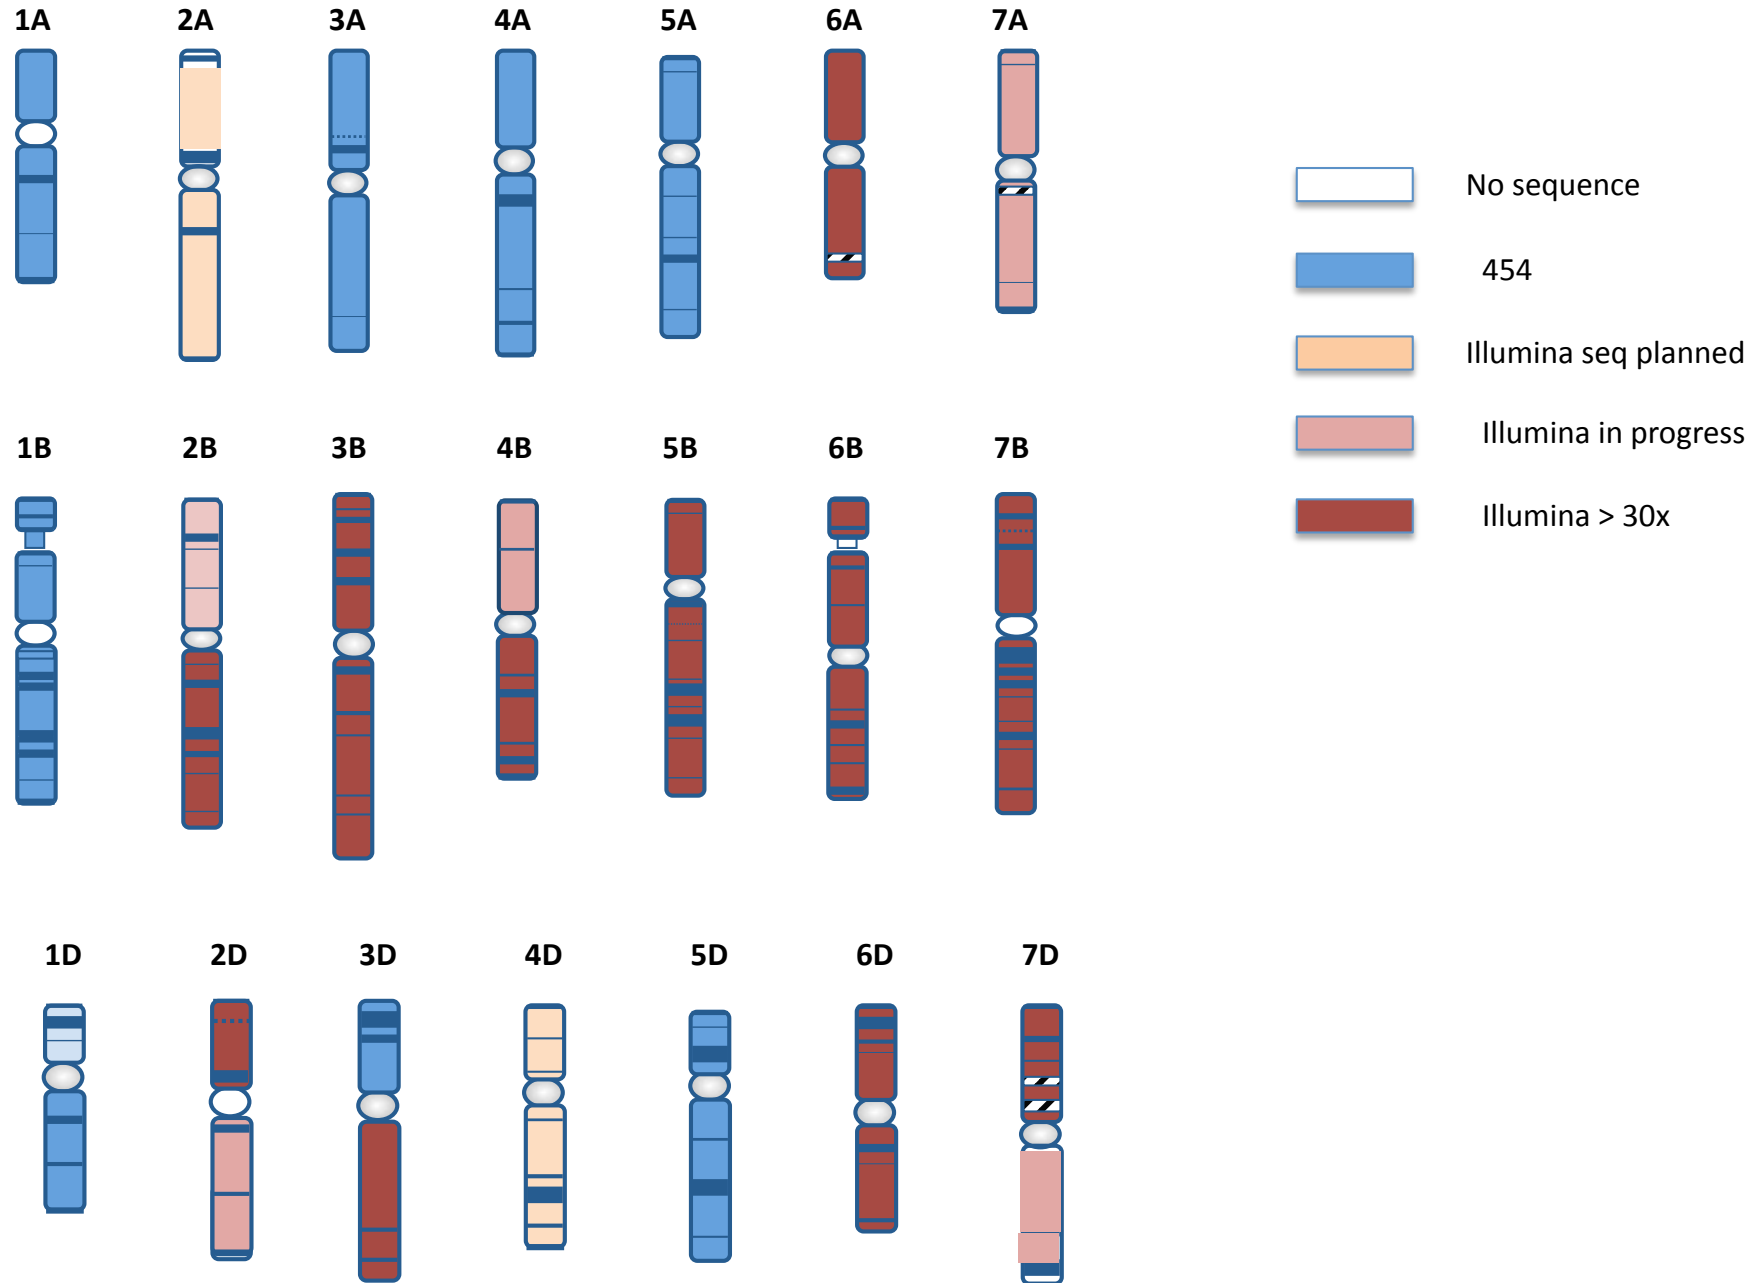 1A 2A 3A 4A 5A 6A 7A
No sequence
454
Illumina seq planned
Illumina in progress
Illumina > 30x
1B 2B 3B 4B 5B 6B 7B
1D 2D 3D 4D 5D 6D 7D